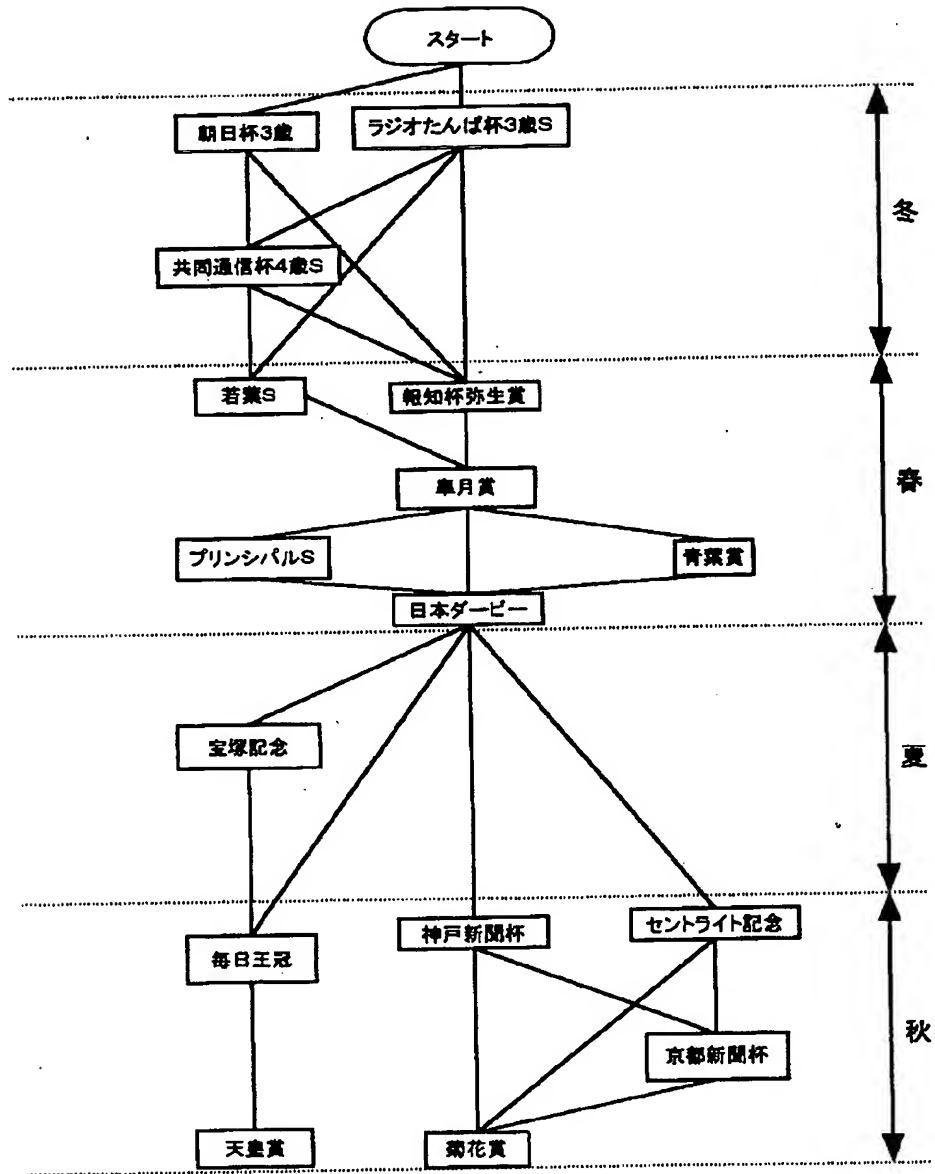 スタート
朝日杯3歳
ラジオたんぱ杯3歳S
冬
共同通信杯4歳S
若葉S
報知杯弥生賞
春
皐月賞
プリンシパルS
青葉賞
日本ダービー
宝塚記念
夏
毎日王冠
神戸新聞杯
セントライト記念
秋
京都新聞杯
天皇賞
菊花賞